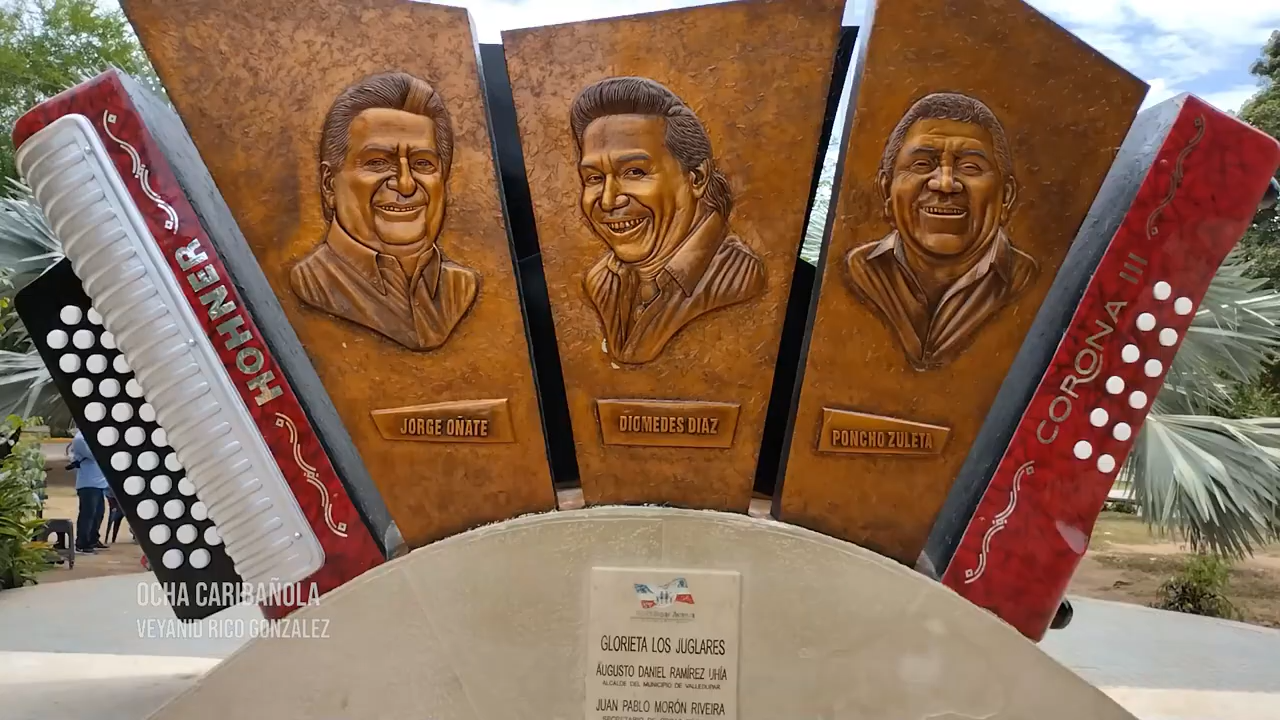 HOHNER
JORGE OÑATE
DIOMEDES DIAZ
PONCHO ZULETA
CORONA III
OCHA CARIBAÑOLA
VEYANID RICO GONZALEZ
GLORIETA LOS JUGLARES
AUGUSTO DANIEL RAMÍREZ UHÍA
ALCALDE DEL MUNICIPIO DE VALLEDUPAR
JUAN PABLO MORÓN RIVEIRA